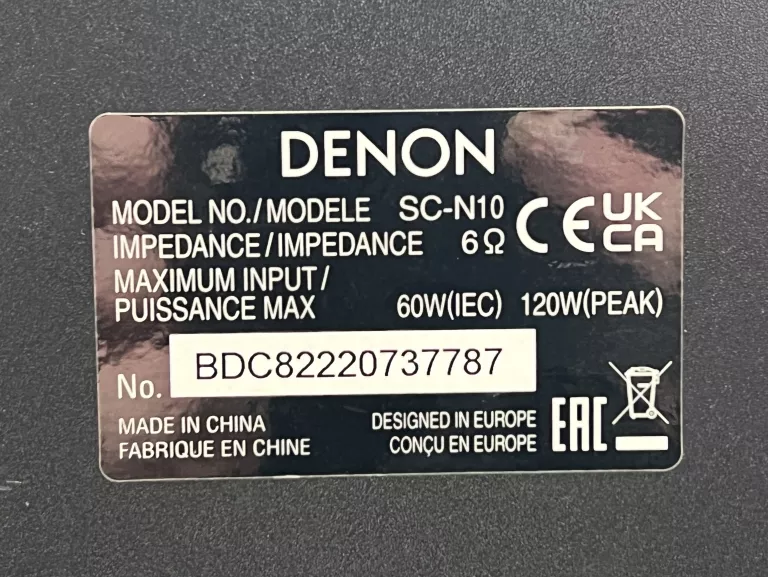 DENON
MODEL NO./MODELE SC-N10
IMPEDANCE/IMPEDANCE 6Ω
CE UK CA
MAXIMUM INPUT/
PUISSANCE MAX 60W(IEC) 120W(PEAK)
No. BDC82220737787
MADE IN CHINA
FABRIQUE EN CHINE
DESIGNED IN EUROPE
CONÇU EN EUROPE
EAC